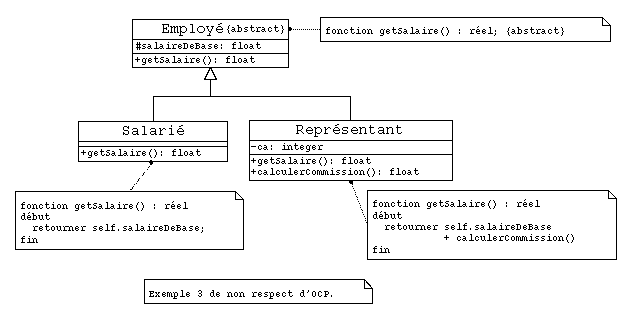 Employé {abstract}
#salaireDeBase: float
+getSalaire(): float
fonction getSalaire() : réel; {abstract}
Salarié
+getSalaire(): float
Représentant
-ca: integer
+getSalaire(): float
+calculerCommission(): float
fonction getSalaire() : réel
début
retourner self.salaireDeBase;
fin
fonction getSalaire() : réel
début
retourner self.salaireDeBase
+ calculerCommission()
fin
Exemple 3 de non respect d'OCP.